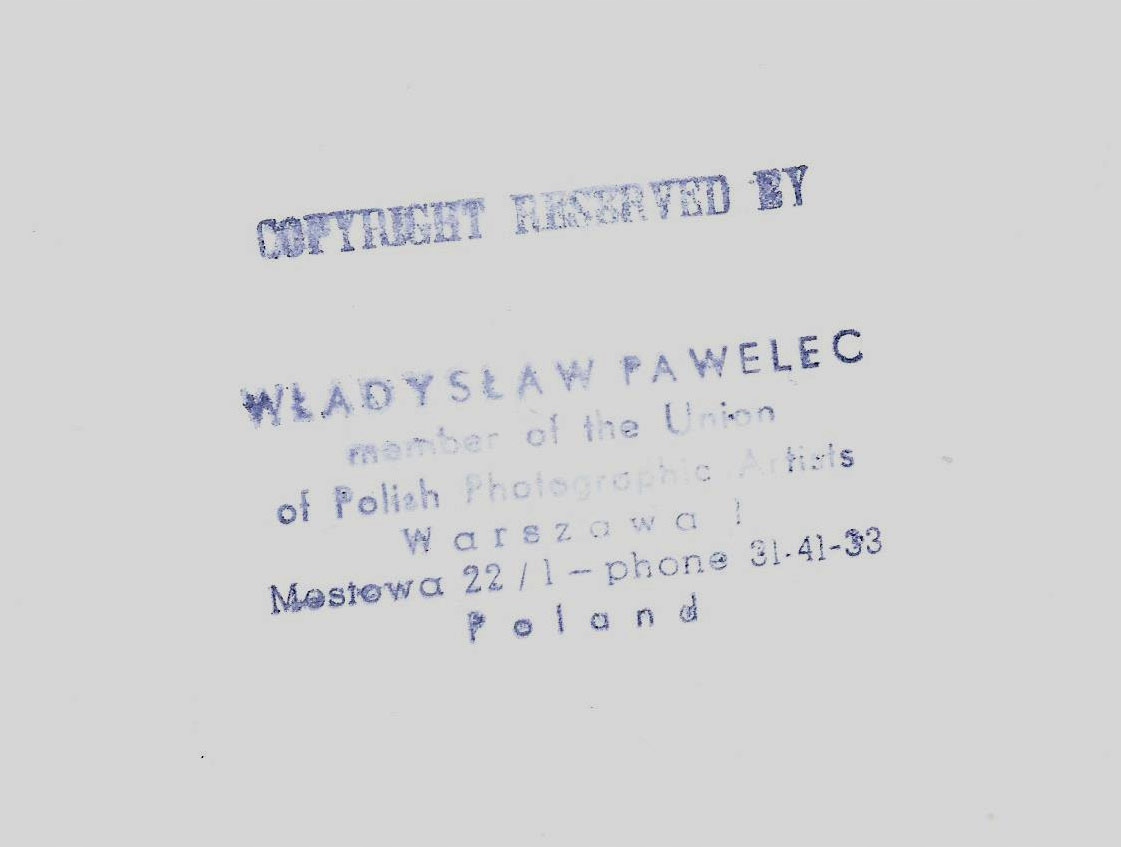 COPYRIGHT RESERVED BY
WŁADYSŁAW PAWELEC
member of the Union
of Polish Photographic Artists
Warszawa 1
Mostowa 22/1 – phone 31-41-33
Poland